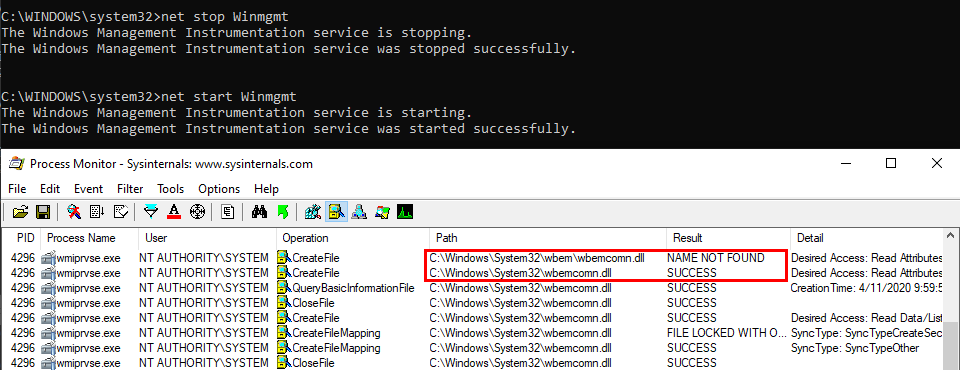 C:\WINDOWS\system32>net stop Winmgmt
The Windows Management Instrumentation service is stopping.
The Windows Management Instrumentation service was stopped successfully.
C:\WINDOWS\system32>net start Winmgmt
The Windows Management Instrumentation service is starting.
The Windows Management Instrumentation service was started successfully.
Process Monitor - Sysinternals: www.sysinternals.com
File Edit Event Filter Tools Options Help
PID Process Name User Operation Path Result Detail
4296 wmiprvse.exe NT AUTHORITY\SYSTEM CreateFile C:\Windows\System32\wbem\wbemcomn.dll NAME NOT FOUND Desired Access: Read Attributes
4296 wmiprvse.exe NT AUTHORITY\SYSTEM CreateFile C:\Windows\System32\wbemcomn.dll SUCCESS Desired Access: Read Attributes
4296 wmiprvse.exe NT AUTHORITY\SYSTEM QueryBasicInformationFile C:\Windows\System32\wbemcomn.dll SUCCESS CreationTime: 4/11/2020 9:59:5
4296 wmiprvse.exe NT AUTHORITY\SYSTEM CloseFile C:\Windows\System32\wbemcomn.dll SUCCESS
4296 wmiprvse.exe NT AUTHORITY\SYSTEM CreateFile C:\Windows\System32\wbemcomn.dll SUCCESS Desired Access: Read Data/List
4296 wmiprvse.exe NT AUTHORITY\SYSTEM CreateFileMapping C:\Windows\System32\wbemcomn.dll FILE LOCKED WITH O... SyncType: SyncTypeCreateSec
4296 wmiprvse.exe NT AUTHORITY\SYSTEM CreateFileMapping C:\Windows\System32\wbemcomn.dll SUCCESS SyncType: SyncTypeOther
4296 wmiprvse.exe NT AUTHORITY\SYSTEM CloseFile C:\Windows\System32\wbemcomn.dll SUCCESS